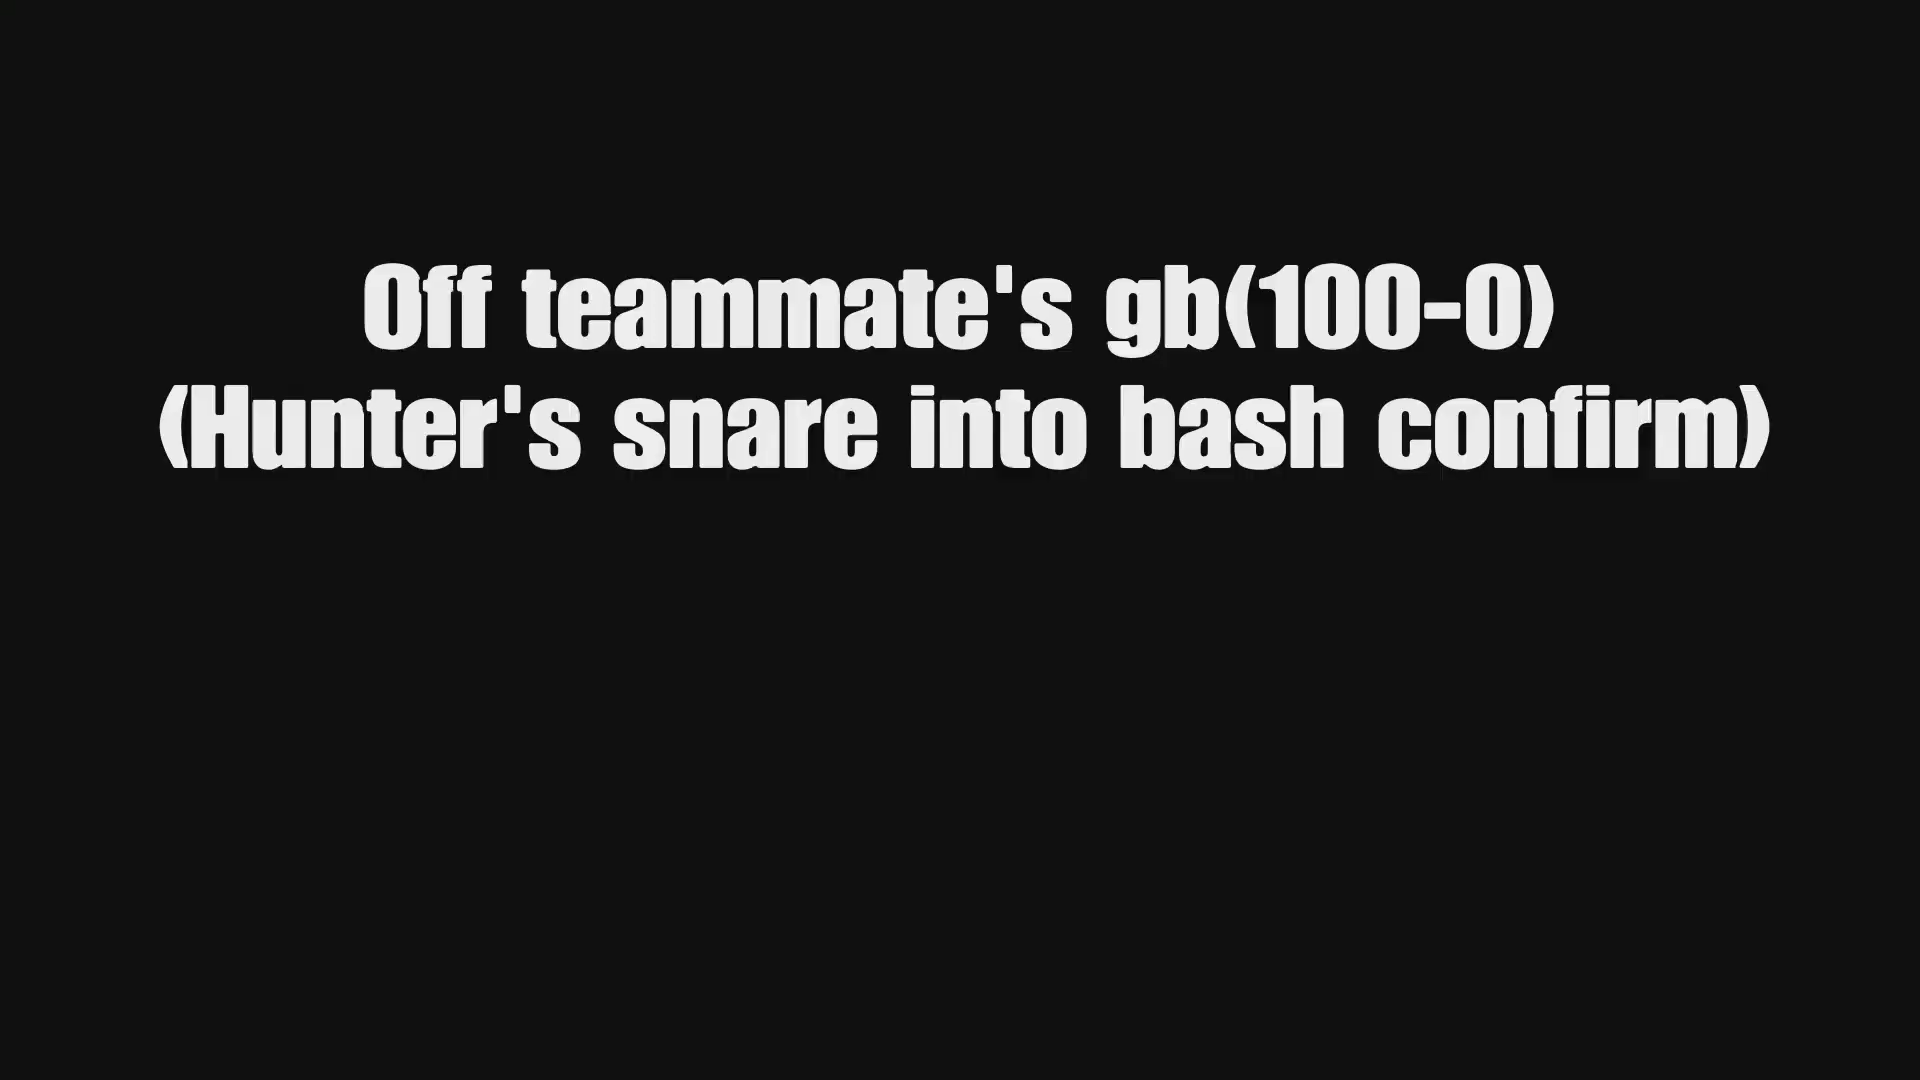 Off teammate's gb(100-0)
(Hunter's snare into bash confirm)